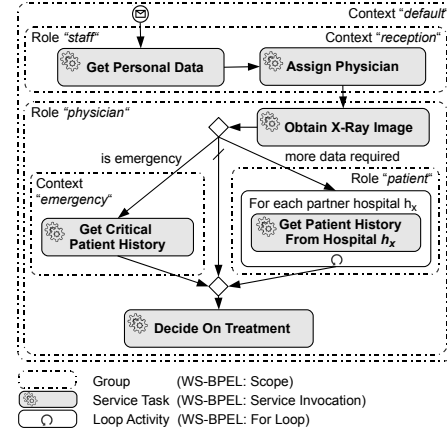 Context “default“
Role “staff“
Context “reception“
Get Personal Data
Assign Physician
Role “physician“
Obtain X-Ray Image
is emergency
more data required
Context
“emergency“
Role “patient“
For each partner hospital hx
Get Critical
Patient History
Get Patient History
From Hospital hx
Decide On Treatment
Group (WS-BPEL: Scope)
Service Task (WS-BPEL: Service Invocation)
Loop Activity (WS-BPEL: For Loop)